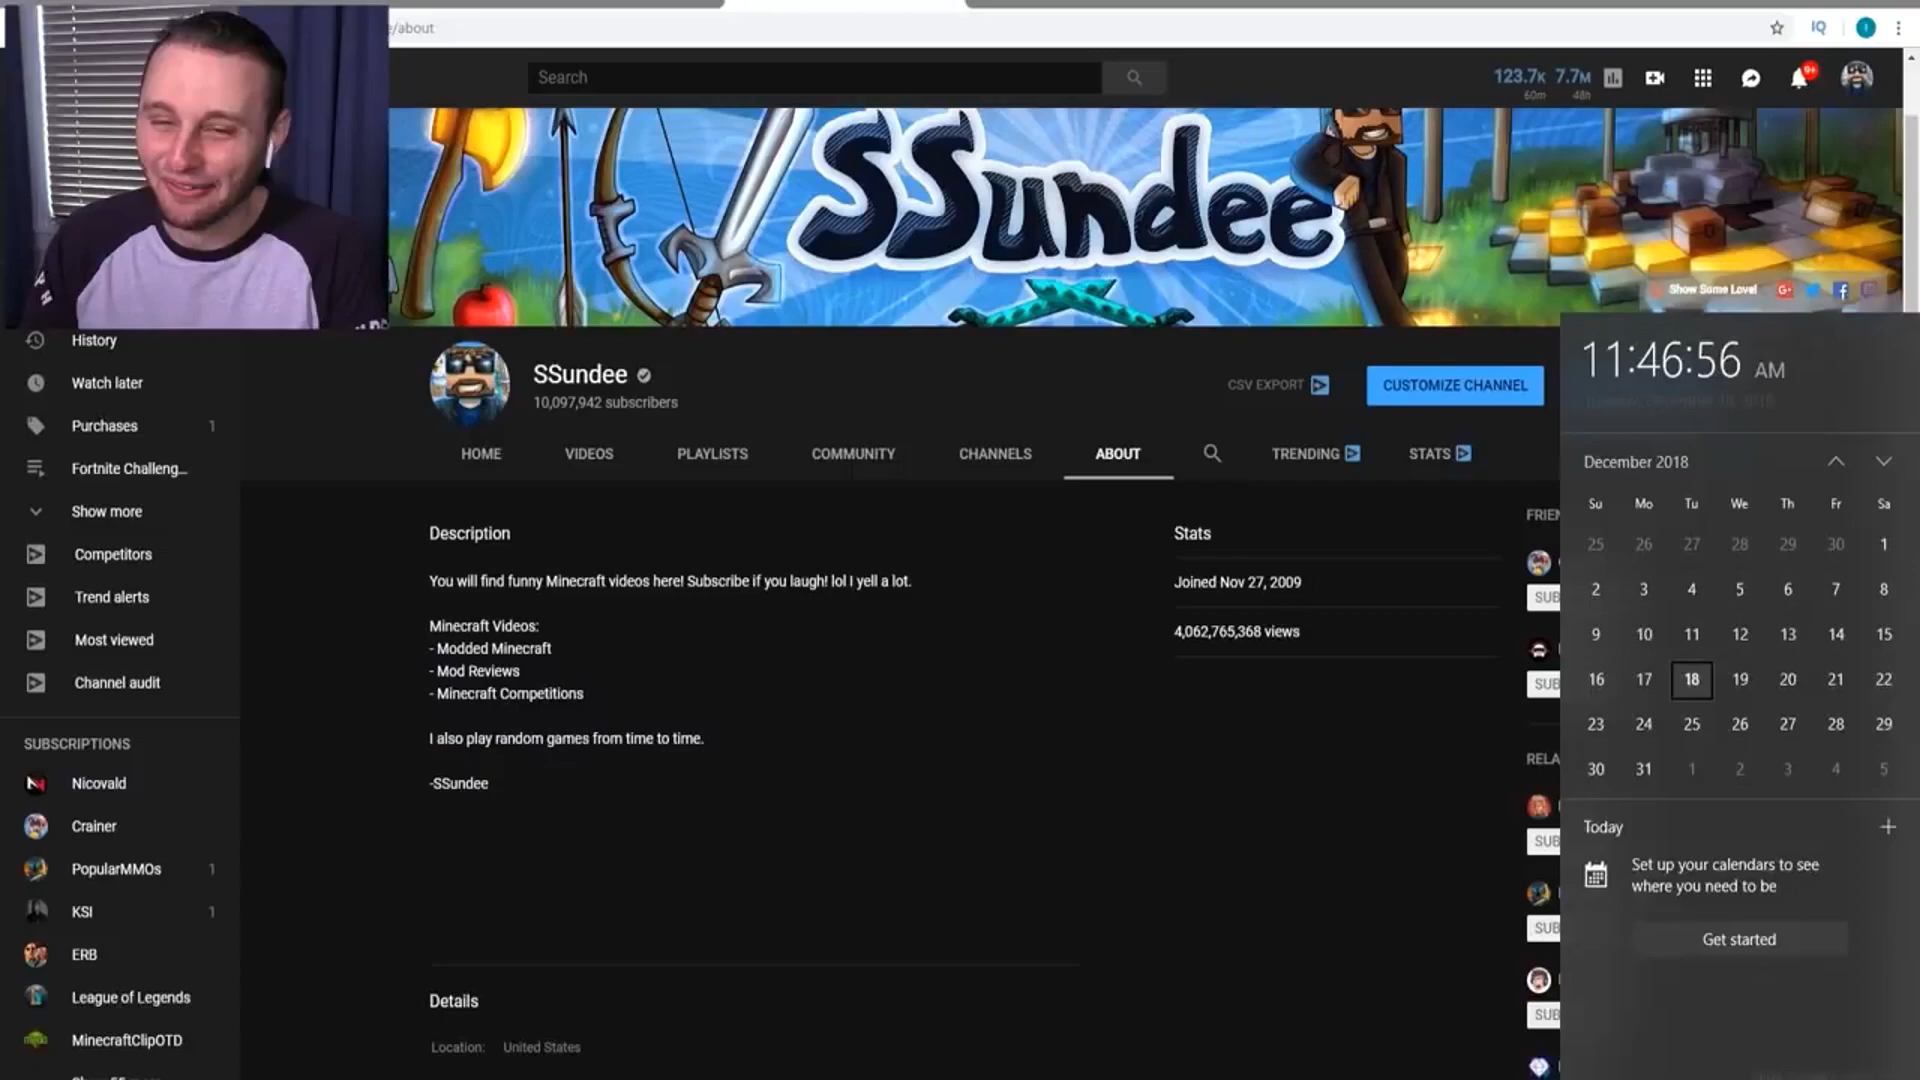 /about
IQ
Search
123.7K 7.7M
60m 48h
9+
SSundee
Show Some Love!
History
Watch later
Purchases 1
Fortnite Challeng...
Show more
Competitors
Trend alerts
Most viewed
Channel audit
SUBSCRIPTIONS
Nicovald
Crainer
PopularMMOs 1
KSI 1
ERB
League of Legends
MinecraftClipOTD
SSundee
10,097,942 subscribers
CSV EXPORT
CUSTOMIZE CHANNEL
HOME VIDEOS PLAYLISTS COMMUNITY CHANNELS ABOUT TRENDING STATS
Description
You will find funny Minecraft videos here! Subscribe if you laugh! lol I yell a lot.
Minecraft Videos:
- Modded Minecraft
- Mod Reviews
- Minecraft Competitions
I also play random games from time to time.
-SSundee
Details
Location: United States
Stats
Joined Nov 27, 2009
4,062,765,368 views
FRIEN
SUB
SUB
RELA
SUB
SUB
SUB
11:46:56 AM
December 2018
Su Mo Tu We Th Fr Sa
25 26 27 28 29 30 1
2 3 4 5 6 7 8
9 10 11 12 13 14 15
16 17 18 19 20 21 22
23 24 25 26 27 28 29
30 31 1 2 3 4 5
Today
Set up your calendars to see
where you need to be
Get started